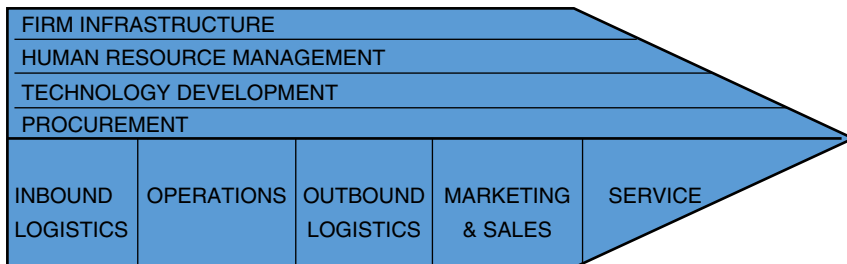 FIRM INFRASTRUCTURE
HUMAN RESOURCE MANAGEMENT
TECHNOLOGY DEVELOPMENT
PROCUREMENT
INBOUND
LOGISTICS
OPERATIONS
OUTBOUND
LOGISTICS
MARKETING
& SALES
SERVICE